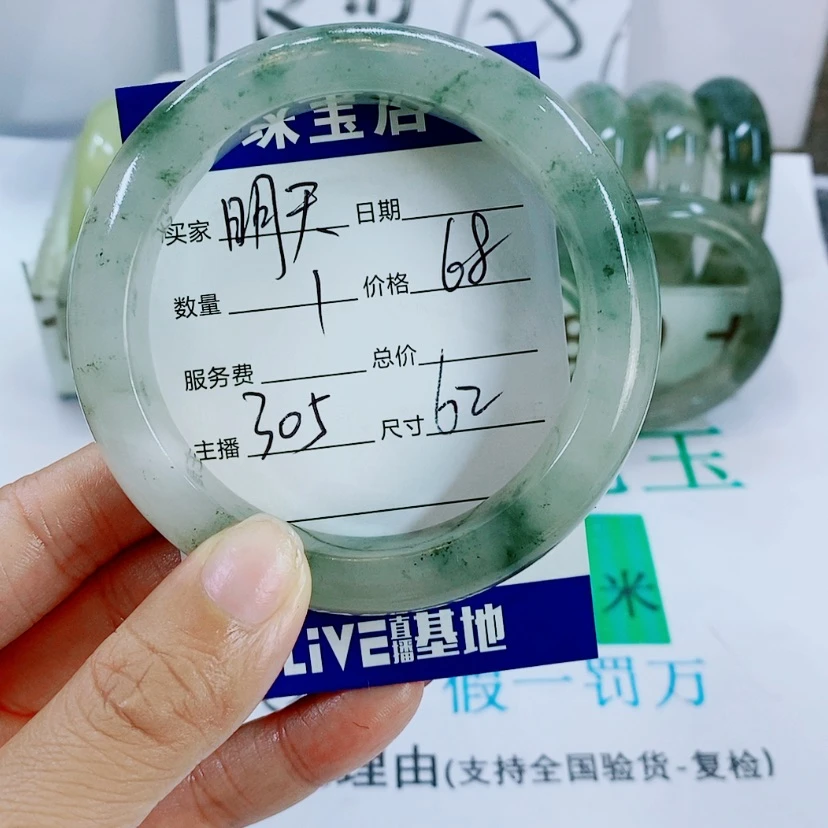 68
珠宝店
买家 明天 日期
数量 1 价格 68
服务费 总价
主播 305 尺寸 62
玉
米
LiVE直播基地
假一罚万
理由(支持全国验货-复检)